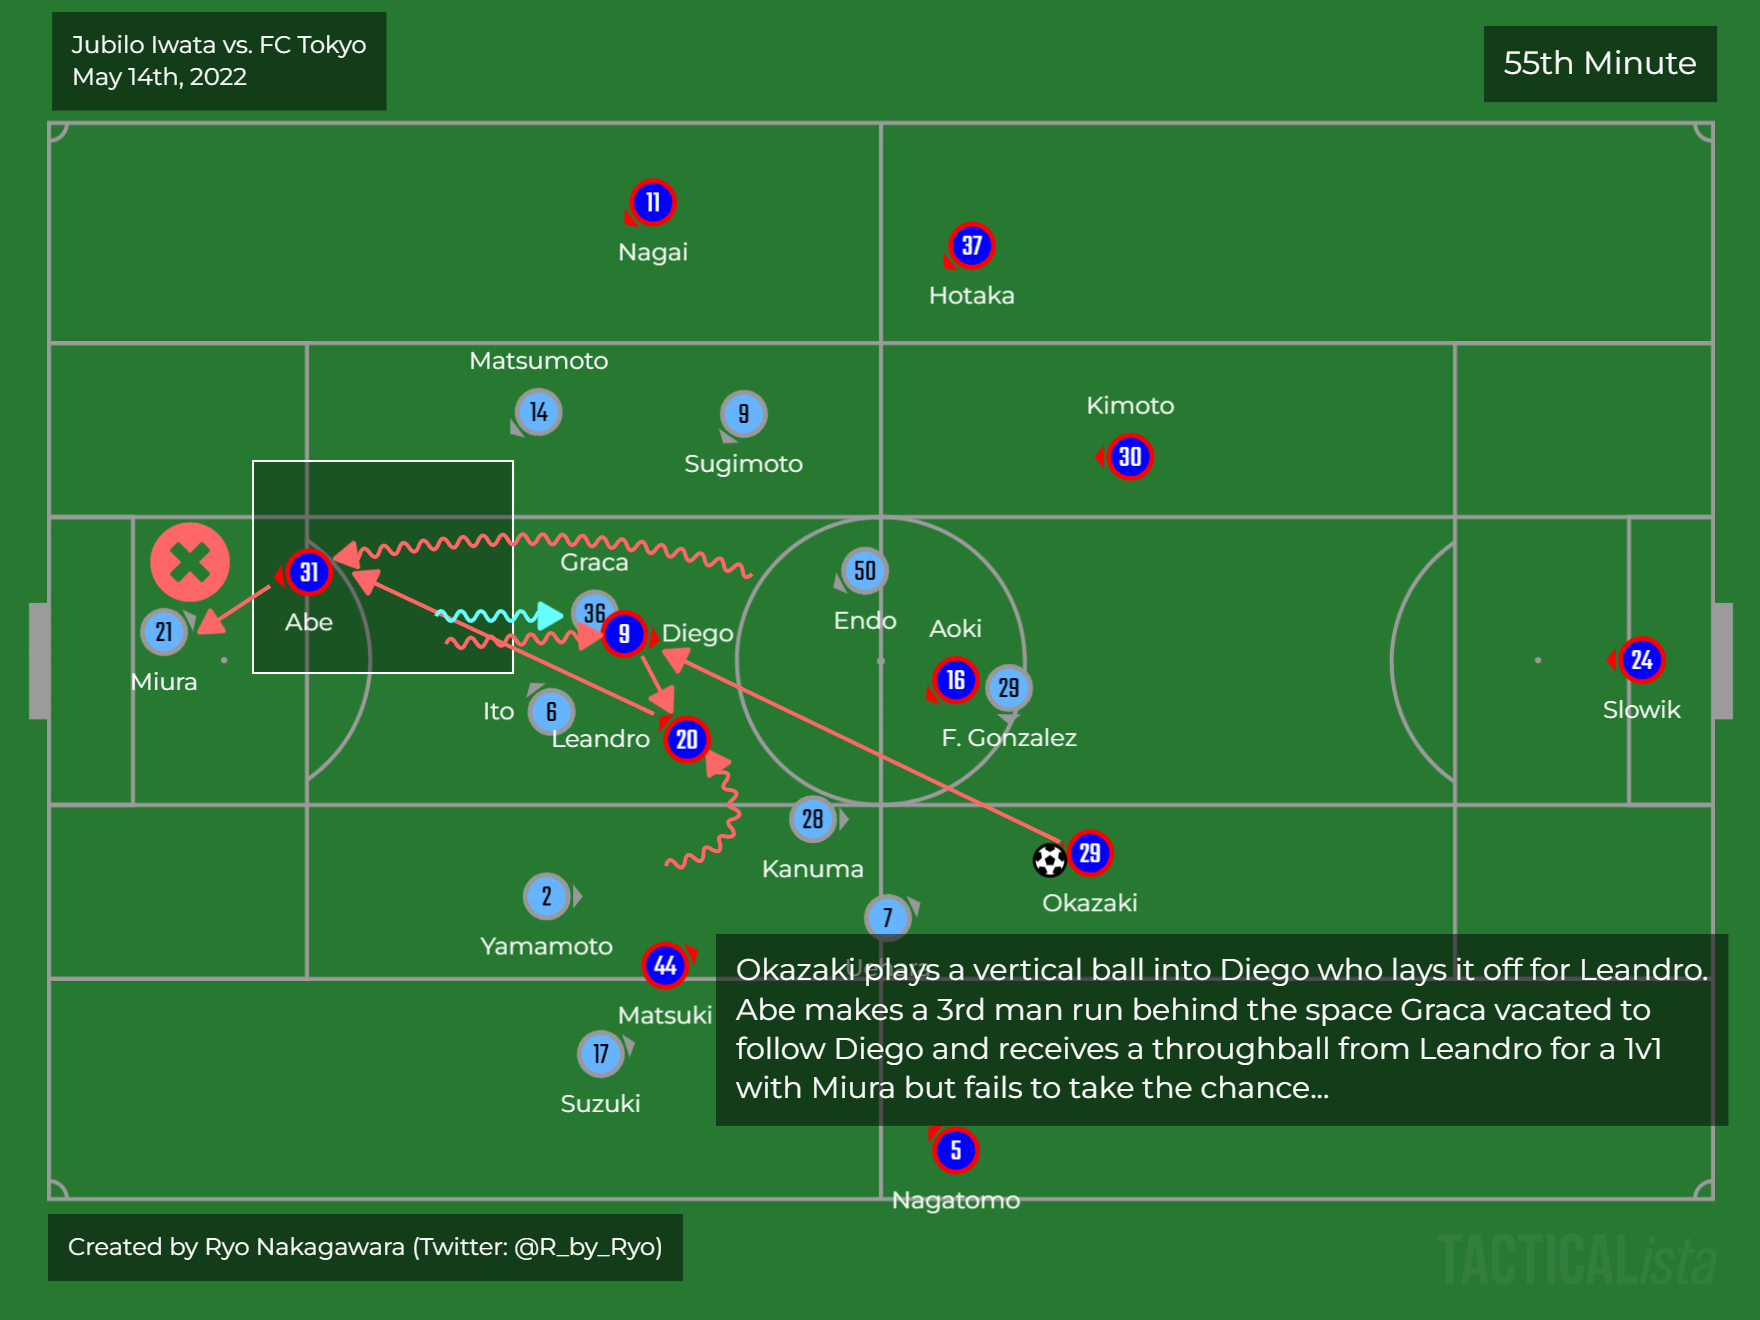 Jubilo Iwata vs. FC Tokyo
May 14th, 2022
55th Minute
11
Nagai
37
Hotaka
Matsumoto
14
9
Sugimoto
Kimoto
30
Graca
36
9
Diego
31
Abe
21
Miura
50
Endo
Aoki
16
29
F. Gonzalez
24
Slowik
Ito
6
Leandro
20
28
Kanuma
29
Okazaki
2
Yamamoto
7
44
Matsuki
17
Suzuki
Okazaki plays a vertical ball into Diego who lays it off for Leandro.
Abe makes a 3rd man run behind the space Graca vacated to
follow Diego and receives a throughball from Leandro for a 1v1
with Miura but fails to take the chance...
5
Nagatomo
Created by Ryo Nakagawara (Twitter: @R_by_Ryo)
TACTICALista